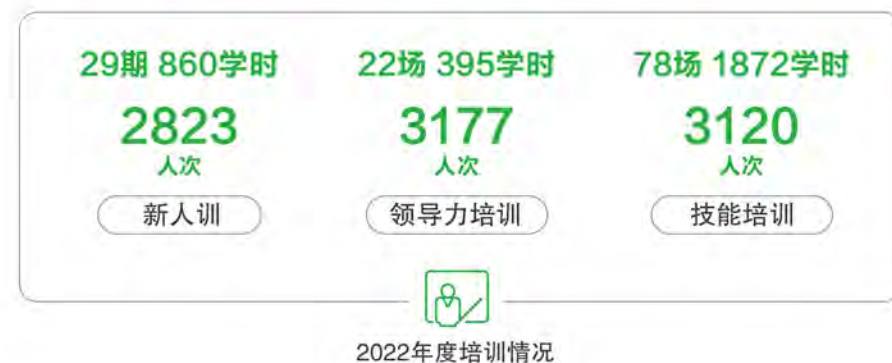 29期 860学时
2823
人次
新人训
22场 395学时
3177
人次
领导力培训
78场 1872学时
3120
人次
技能培训
2022年度培训情况